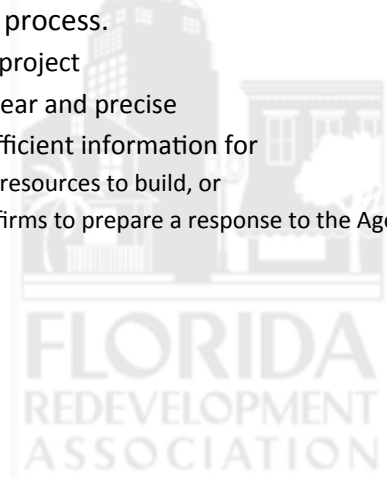 process.
project
ear and precise
fficient information for
resources to build, or
firms to prepare a response to the Age
FLORIDA
REDEVELOPMENT
ASSOCIATION